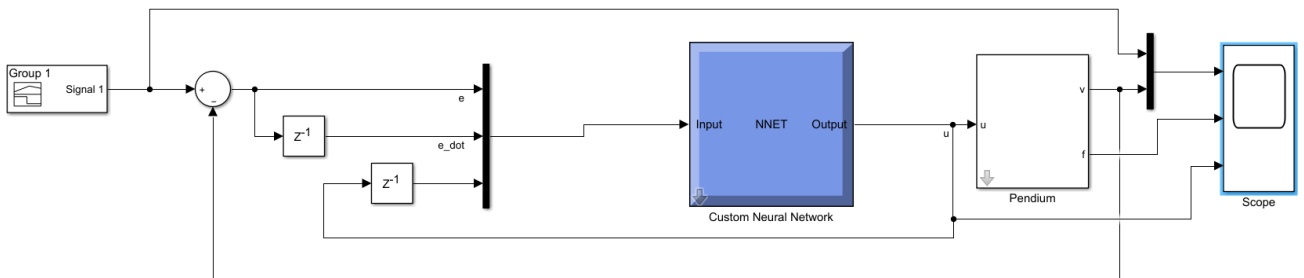 Group 1
Signal 1
+
−
e
Z-1
e_dot
Z-1
Input
NNET
Output
Custom Neural Network
u
u
v
f
Pendium
Scope